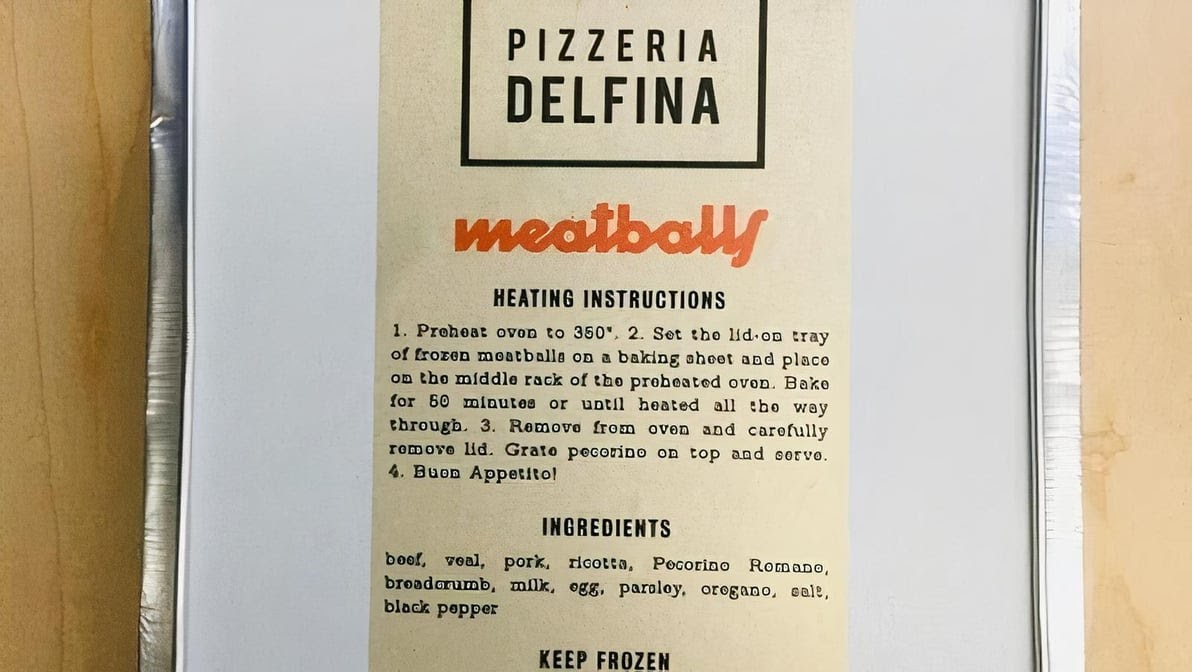 PIZZERIA
DELFINA
meatballs
HEATING INSTRUCTIONS
1. Preheat oven to 350°. 2. Set the lid-on tray
of frozen meatballs on a baking sheet and place
on the middle rack of the preheated oven. Bake
for 50 minutes or until heated all the way
through. 3. Remove from oven and carefully
remove lid. Grate pecorino on top and serve.
4. Buon Appetito!
INGREDIENTS
beef, veal, pork, ricotta, Pecorino Romano,
breadcrumb, milk, egg, parsley, oregano, salt,
black pepper
KEEP FROZEN